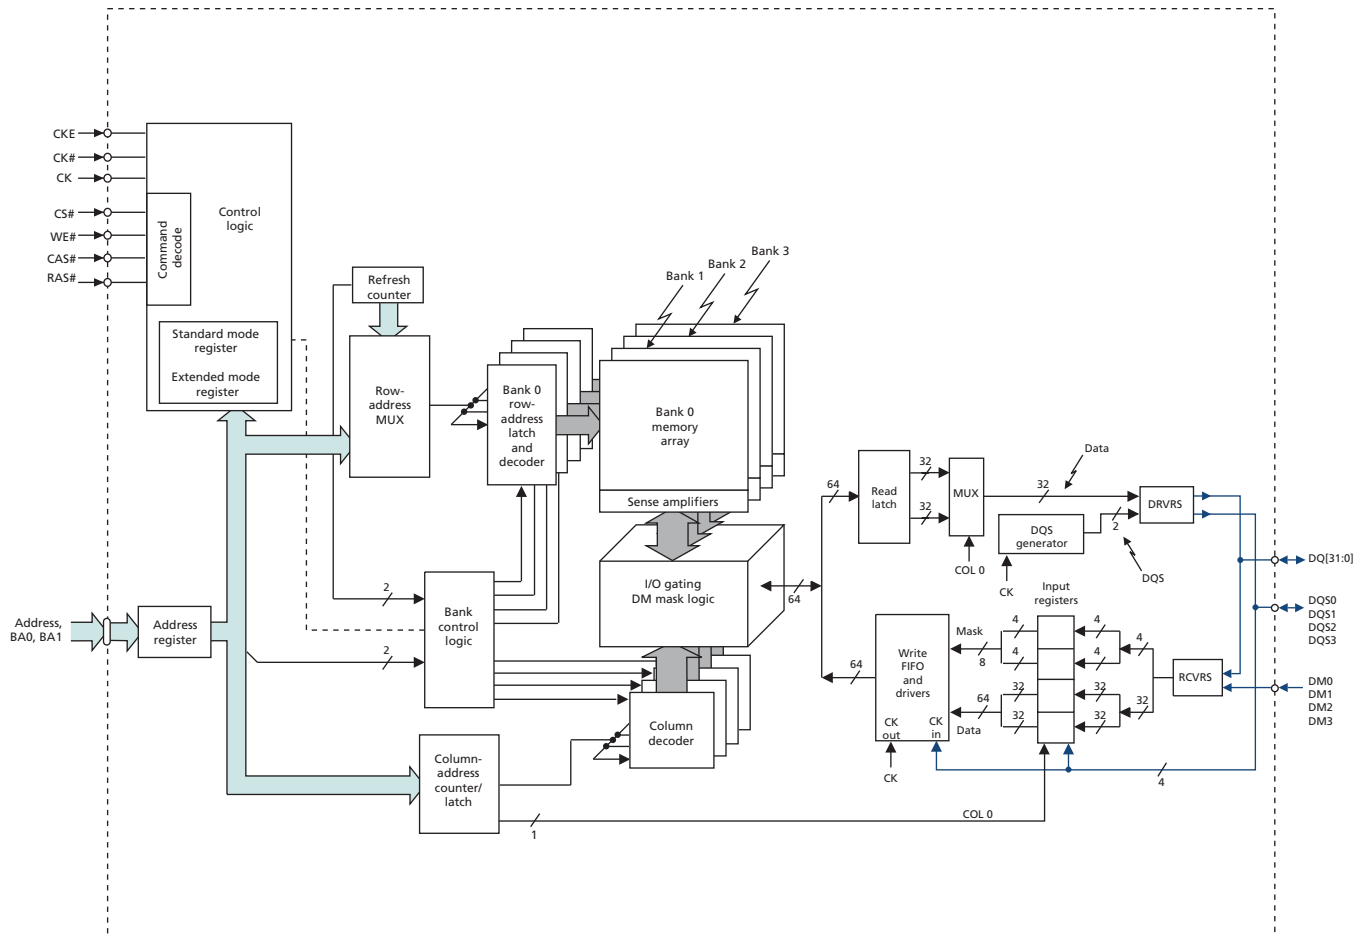 CKE
CK#
CK
CS#
WE#
CAS#
RAS#
Command
decode
Control
logic
Standard mode
register
Extended mode
register
Refresh
counter
Row-
address
MUX
Bank 0
row-
address
latch
and
decoder
Bank 1
Bank 2
Bank 3
Bank 0
memory
array
Sense amplifiers
I/O gating
DM mask logic
64
64
Read
latch
32
32
MUX
COL 0
32
Data
DQS
generator
CK
2
DQS
DRVRS
DQ[31:0]
DQS0
DQS1
DQS2
DQS3
DM0
DM1
DM2
DM3
RCVRS
Input
registers
4
4
4
4
4
32
32
32
32
32
Mask
8
64
Data
Write
FIFO
and
drivers
CK
out
CK
in
CK
64
4
Address,
BA0, BA1
Address
register
2
2
Bank
control
logic
Column
decoder
Column-
address
counter/
latch
1
COL 0